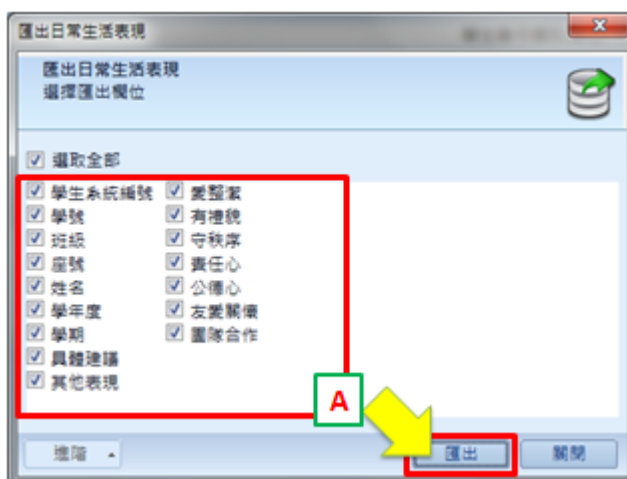 匯出日常生活表現
匯出日常生活表現
選擇匯出欄位
選取全部
學生系統編號 愛整潔
學號 有禮貌
班級 守秩序
座號 責任心
姓名 公德心
學年度 友愛關懷
學期 團隊合作
具體建議
其他表現
A
進階 匯出 關閉